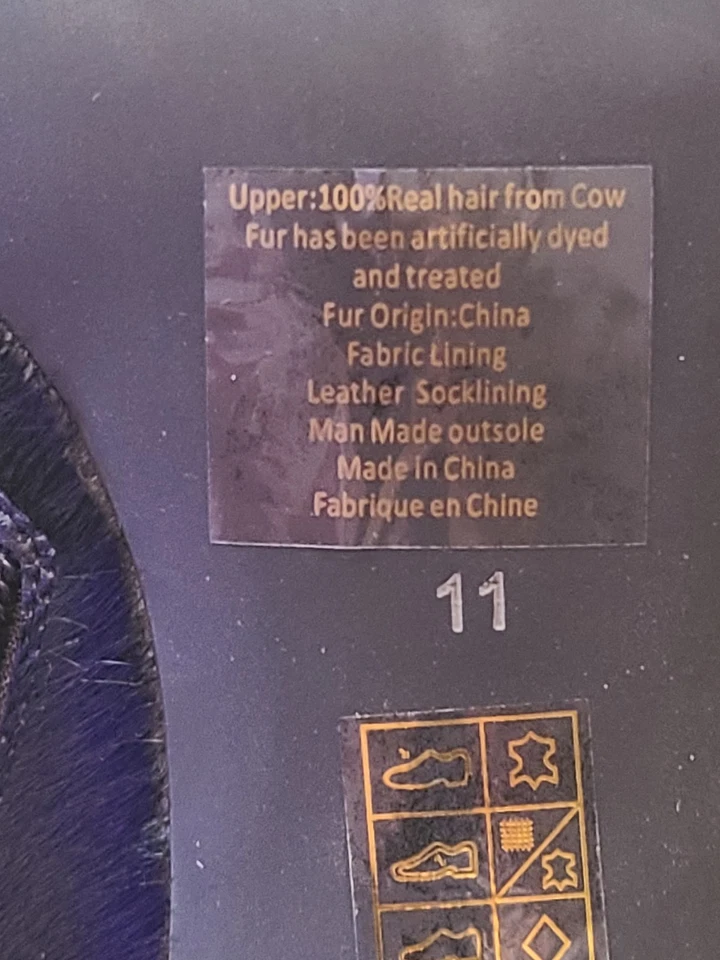 Upper:100%Real hair from Cow
Fur has been artificially dyed
and treated
Fur Origin:China
Fabric Lining
Leather Socklining
Man Made outsole
Made in China
Fabrique en Chine
11